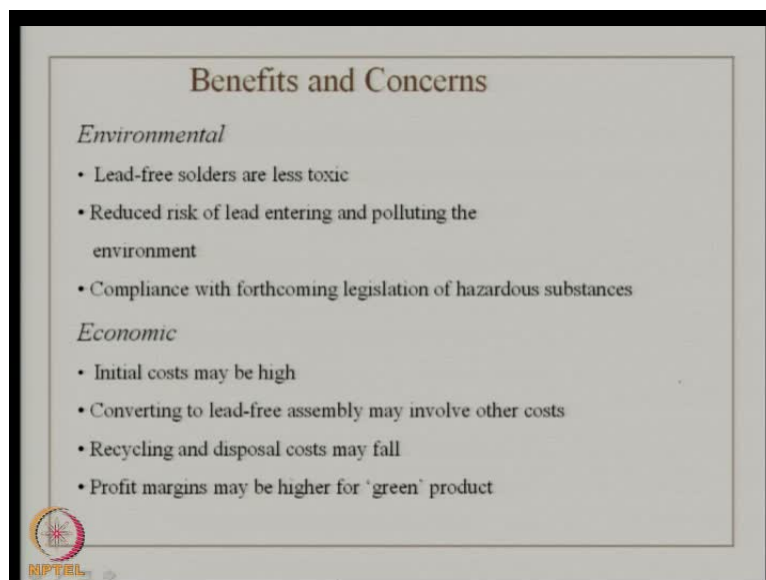 Benefits and Concerns
Environmental
• Lead-free solders are less toxic
• Reduced risk of lead entering and polluting the
environment
• Compliance with forthcoming legislation of hazardous substances
Economic
• Initial costs may be high
• Converting to lead-free assembly may involve other costs
• Recycling and disposal costs may fall
• Profit margins may be higher for ‘green’ product
NPTEL